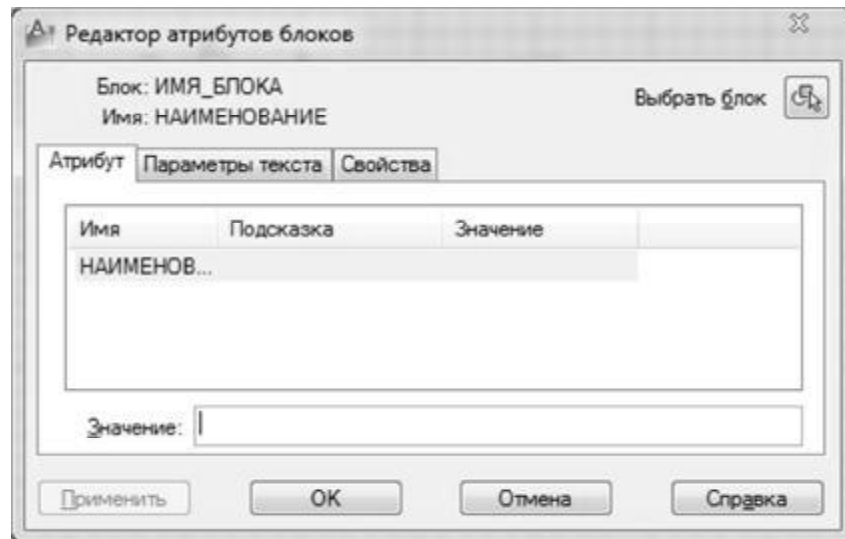 Редактор атрибутов блоков
Блок: ИМЯ_БЛОКА
Имя: НАИМЕНОВАНИЕ
Выбрать блок
Атрибут Параметры текста Свойства
Имя Подсказка Значение
НАИМЕНОВ...
Значение:
Применить ОК Отмена Справка